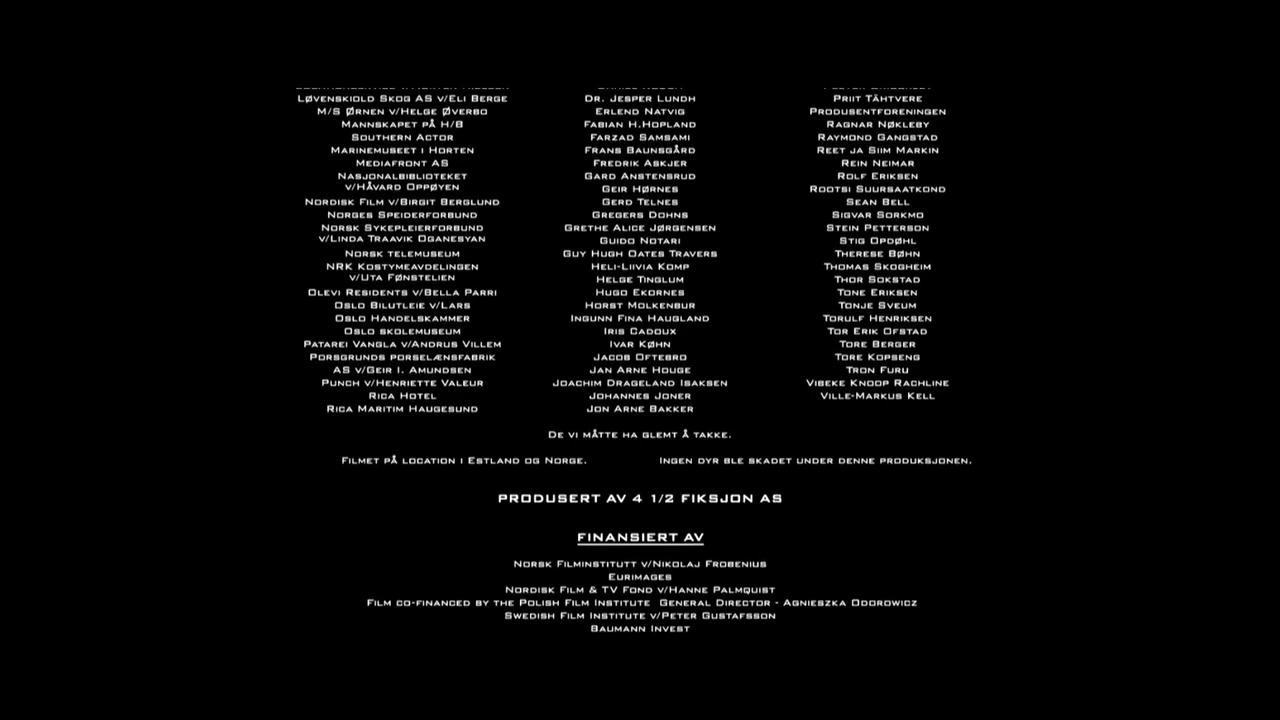 Løvenskiold Skog AS v/Eli Berge
M/S Ørnen v/Helge Øverbø
Mannskapet på H/B
Southern Actor
Marinemuseet i Horten
Mediafront AS
Nasjonalbiblioteket
v/Håvard Oppøyen
Nordisk Film v/Birgit Berglund
Norges Speiderforbund
Norsk Sykepleierforbund
v/Linda Traavik Oganesyan
Norsk telemuseum
NRK Kostymeavdelingen
v/Uta Fønstelien
Olevi Residents v/Bella Parri
Oslo Bilutleie v/Lars
Oslo Handelskammer
Oslo skolemuseum
Patarei Vangla v/Andrus Villem
Porsgrunds porselænsfabrik
AS v/Geir I. Amundsen
Punch v/Henriette Valeur
Rica Hotel
Rica Maritim Haugesund
Dr. Jesper Lundh
Erlend Natvig
Fabian H.Hopland
Farzad Samsami
Frans Baunsgård
Fredrik Askjer
Gard Anstensrud
Geir Hørnes
Gerd Telnes
Gregers Dohns
Grethe Alice Jørgensen
Guido Notari
Guy Hugh Oates Travers
Heli-Liivia Komp
Helge Tinglum
Hugo Ekornes
Horst Molkenbur
Ingunn Fina Haugland
Iris Cadoux
Ivar Køhn
Jacob Oftebro
Jan Arne Houge
Joachim Drageland Isaksen
Johannes Joner
Jon Arne Bakker
Priit Tähtvere
Produsentforeningen
Ragnar Nøkleby
Raymond Gangstad
Reet ja Siim Markin
Rein Neimar
Rolf Eriksen
Rootsi Suursaatkond
Sean Bell
Sigvar Sorkmo
Stein Petterson
Stig Opdøhl
Therese Bøhn
Thomas Skogheim
Thor Sokstad
Tone Eriksen
Tonje Sveum
Torulf Henriksen
Tor Erik Ofstad
Tore Berger
Tore Kopseng
Tron Furu
Vibeke Knoop Rachline
Ville-Markus Kell
De vi måtte ha glemt å takke.
Filmet på location i Estland og Norge.
Ingen dyr ble skadet under denne produksjonen.
PRODUSERT AV 4 1/2 FIKSJON AS
FINANSIERT AV
Norsk Filminstitutt v/Nikolaj Frobenius
Eurimages
Nordisk Film & TV Fond v/Hanne Palmquist
Film co-financed by the Polish Film Institute General Director - Agnieszka Odorowicz
Swedish Film Institute v/Peter Gustafsson
Baumann Invest